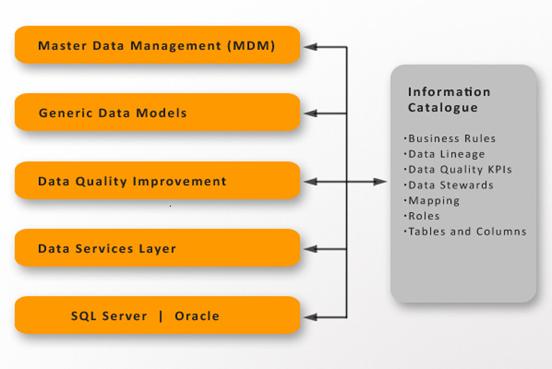 Master Data Management (MDM)
Generic Data Models
Data Quality Improvement
Data Services Layer
SQL Server | Oracle
Information
Catalogue
·Business Rules
·Data Lineage
·Data Quality KPIs
·Data Stewards
·Mapping
·Roles
·Tables and Columns